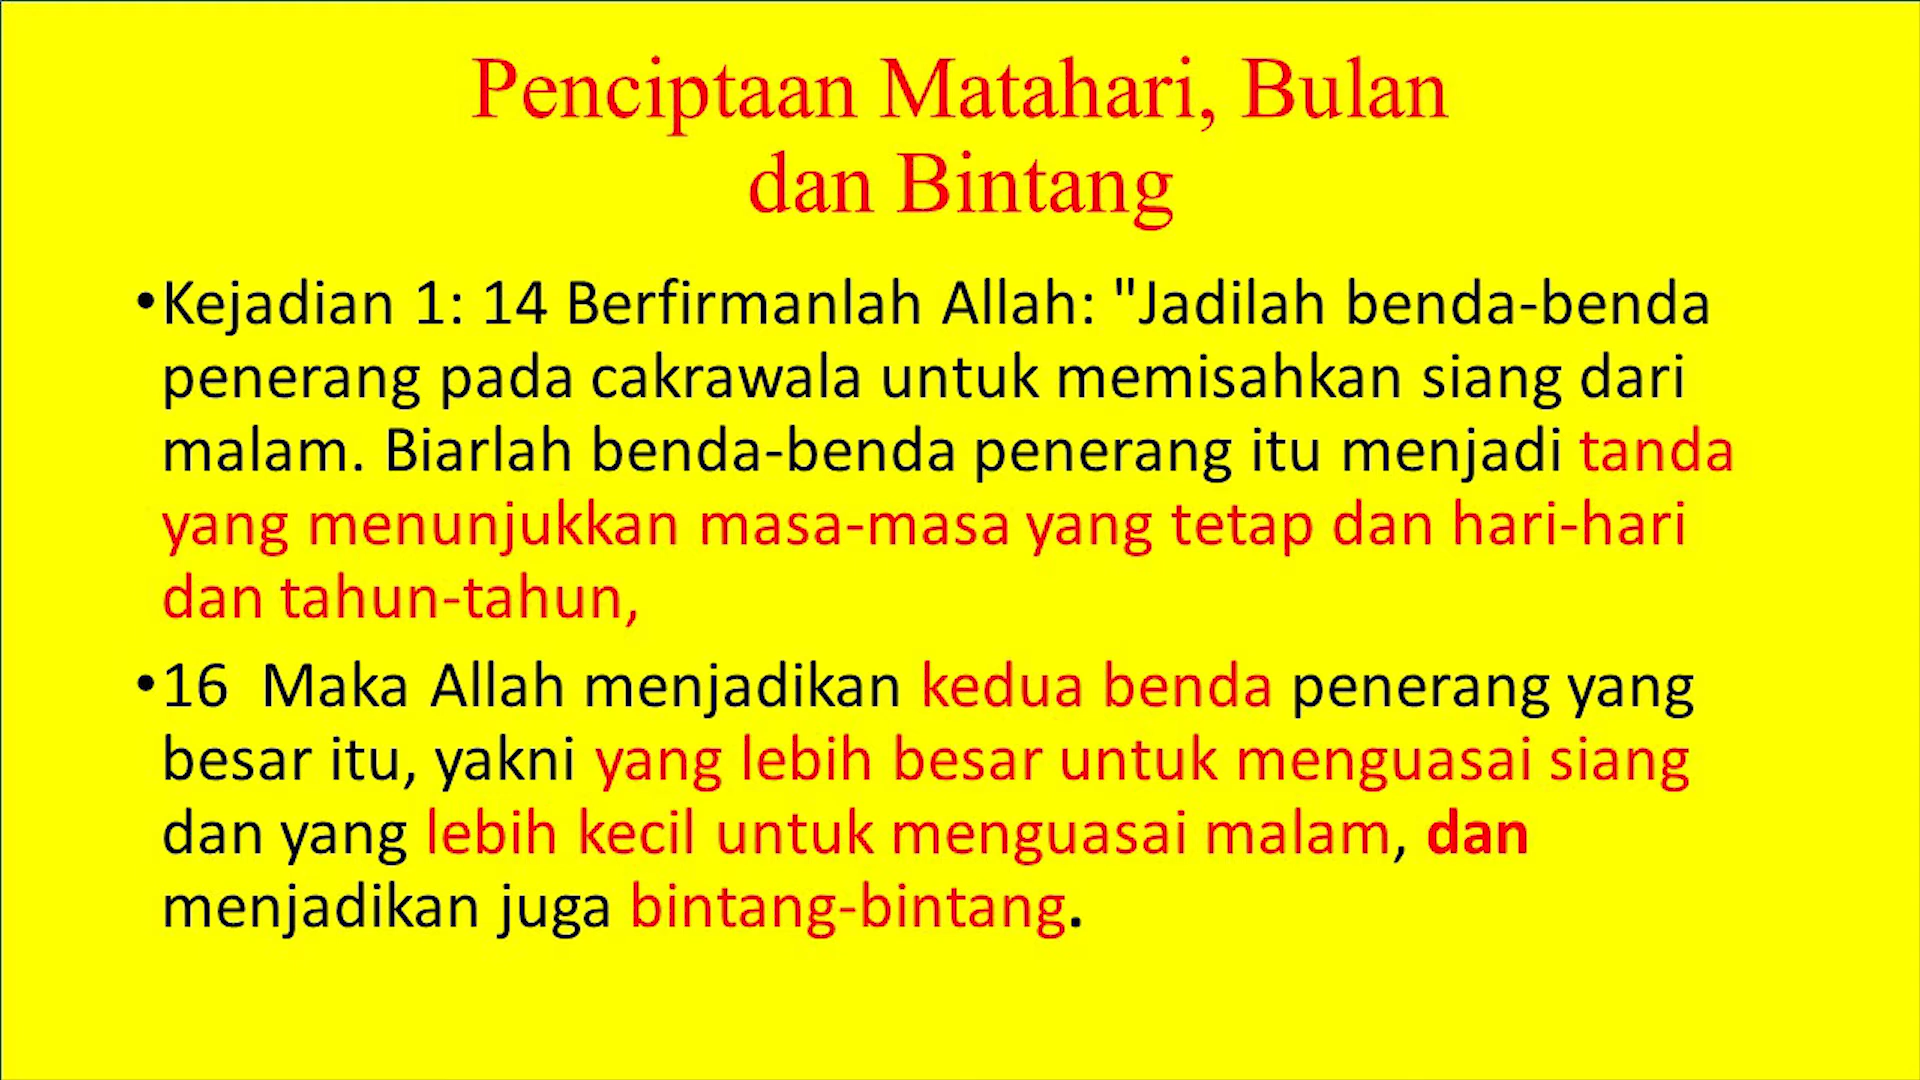 Penciptaan Matahari, Bulan
dan Bintang
•Kejadian 1: 14 Berfirmanlah Allah: "Jadilah benda-benda
penerang pada cakrawala untuk memisahkan siang dari
malam. Biarlah benda-benda penerang itu menjadi tanda
yang menunjukkan masa-masa yang tetap dan hari-hari
dan tahun-tahun,
•16  Maka Allah menjadikan kedua benda penerang yang
besar itu, yakni yang lebih besar untuk menguasai siang
dan yang lebih kecil untuk menguasai malam, dan
menjadikan juga bintang-bintang.